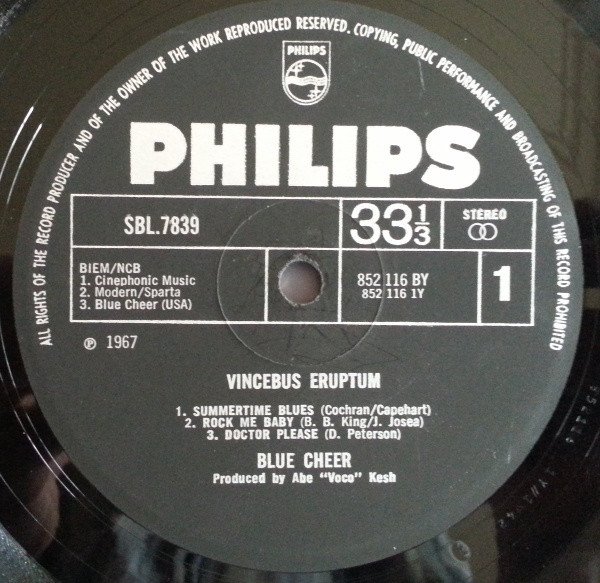 ALL RIGHTS OF THE RECORD PRODUCER AND OF THE OWNER OF THE WORK REPRODUCED RESERVED. COPYING, PUBLIC PERFORMANCE AND BROADCASTING OF THIS RECORD PROHIBITED
PHILIPS
PHILIPS
SBL.7839
33⅓
STEREO
BIEM/NCB
1. Cinephonic Music
2. Modern/Sparta
3. Blue Cheer (USA)
852 116 BY
852 116 1Y
1
℗ 1967
VINCEBUS ERUPTUM
1. SUMMERTIME BLUES (Cochran/Capehart)
2. ROCK ME BABY (B. B. King/J. Josea)
3. DOCTOR PLEASE (D. Peterson)
BLUE CHEER
Produced by Abe "Voco" Kesh